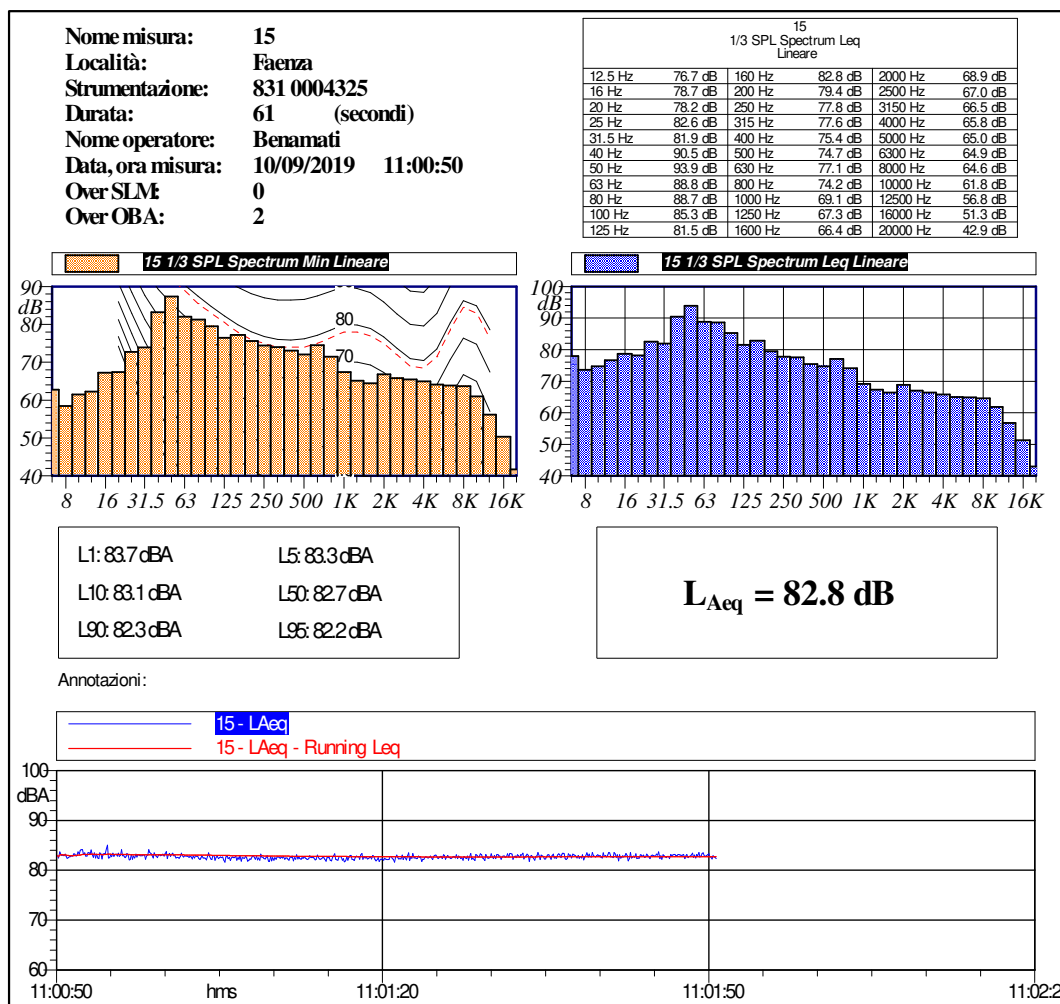 Nome misura: 15
Località: Faenza
Strumentazione: 831 0004325
Durata: 61 (secondi)
Nome operatore: Benamati
Data, ora misura: 10/09/2019 11:00:50
Over SLM: 0
Over OBA: 2
15
1/3 SPL Spectrum Leq
Lineare
12.5 Hz 76.7 dB 160 Hz 82.8 dB 2000 Hz 68.9 dB
16 Hz 78.7 dB 200 Hz 79.4 dB 2500 Hz 67.0 dB
20 Hz 78.2 dB 250 Hz 77.8 dB 3150 Hz 66.5 dB
25 Hz 82.6 dB 315 Hz 77.6 dB 4000 Hz 65.8 dB
31.5 Hz 81.9 dB 400 Hz 75.4 dB 5000 Hz 65.0 dB
40 Hz 90.5 dB 500 Hz 74.7 dB 6300 Hz 64.9 dB
50 Hz 93.9 dB 630 Hz 77.1 dB 8000 Hz 64.6 dB
63 Hz 88.8 dB 800 Hz 74.2 dB 10000 Hz 61.8 dB
80 Hz 88.7 dB 1000 Hz 69.1 dB 12500 Hz 56.8 dB
100 Hz 85.3 dB 1250 Hz 67.3 dB 16000 Hz 51.3 dB
125 Hz 81.5 dB 1600 Hz 66.4 dB 20000 Hz 42.9 dB
15 1/3 SPL Spectrum Min Lineare
90
dB
80
70
60
50
40
80
70
8 16 31.5 63 125 250 500 1K 2K 4K 8K 16K
15 1/3 SPL Spectrum Leq Lineare
100
dB
90
80
70
60
50
40
8 16 31.5 63 125 250 500 1K 2K 4K 8K 16K
L1: 83.7 dBA L5: 83.3 dBA
L10: 83.1 dBA L50: 82.7 dBA
L90: 82.3 dBA L95: 82.2 dBA
LAeq = 82.8 dB
Annotazioni:
15 - LAeq
15 - LAeq - Running Leq
100
dBA
90
80
70
60
11:00:50 hms 11:01:20 11:01:50 11:02:2